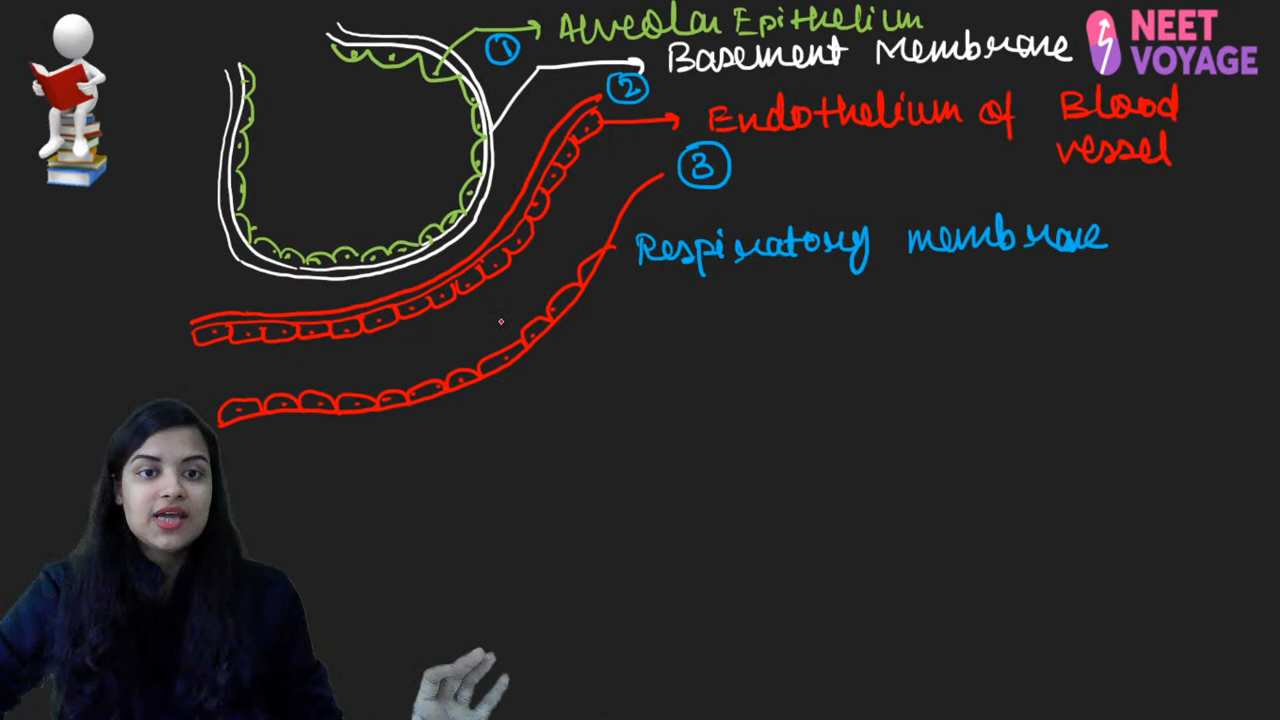 ① Alveolar Epithelium
Basement Membrane
② Endothelium of Blood
vessel
③
Respiratory membrane
NEET
VOYAGE